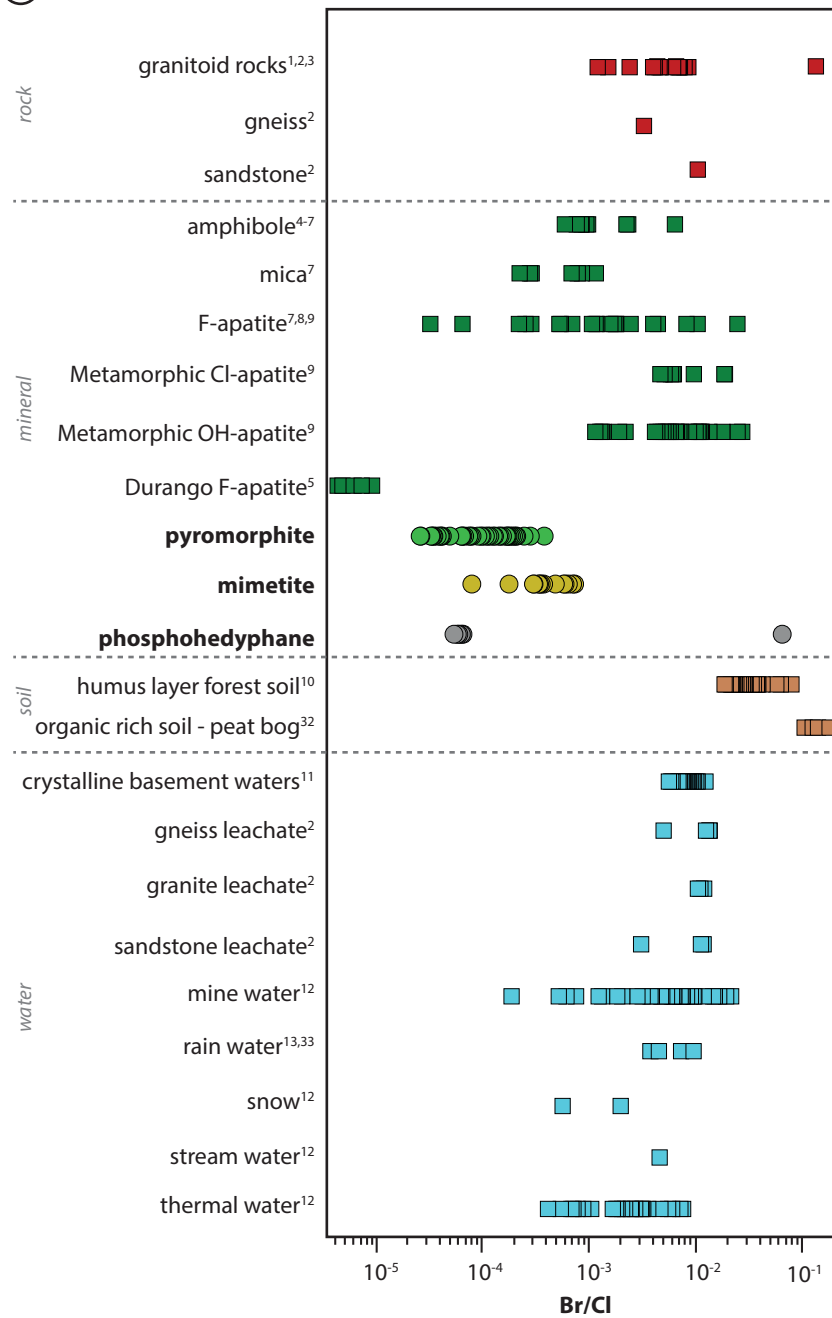 granitoid rocks1,2,3
rock
gneiss2
sandstone2
amphibole4-7
mica7
F-apatite7,8,9
mineral
Metamorphic Cl-apatite9
Metamorphic OH-apatite9
Durango F-apatite5
pyromorphite
mimetite
phosphohedyphane
soil
humus layer forest soil10
organic rich soil - peat bog32
crystalline basement waters11
gneiss leachate2
granite leachate2
sandstone leachate2
water
mine water12
rain water13,33
snow12
stream water12
thermal water12
10-5 10-4 10-3 10-2 10-1
Br/Cl